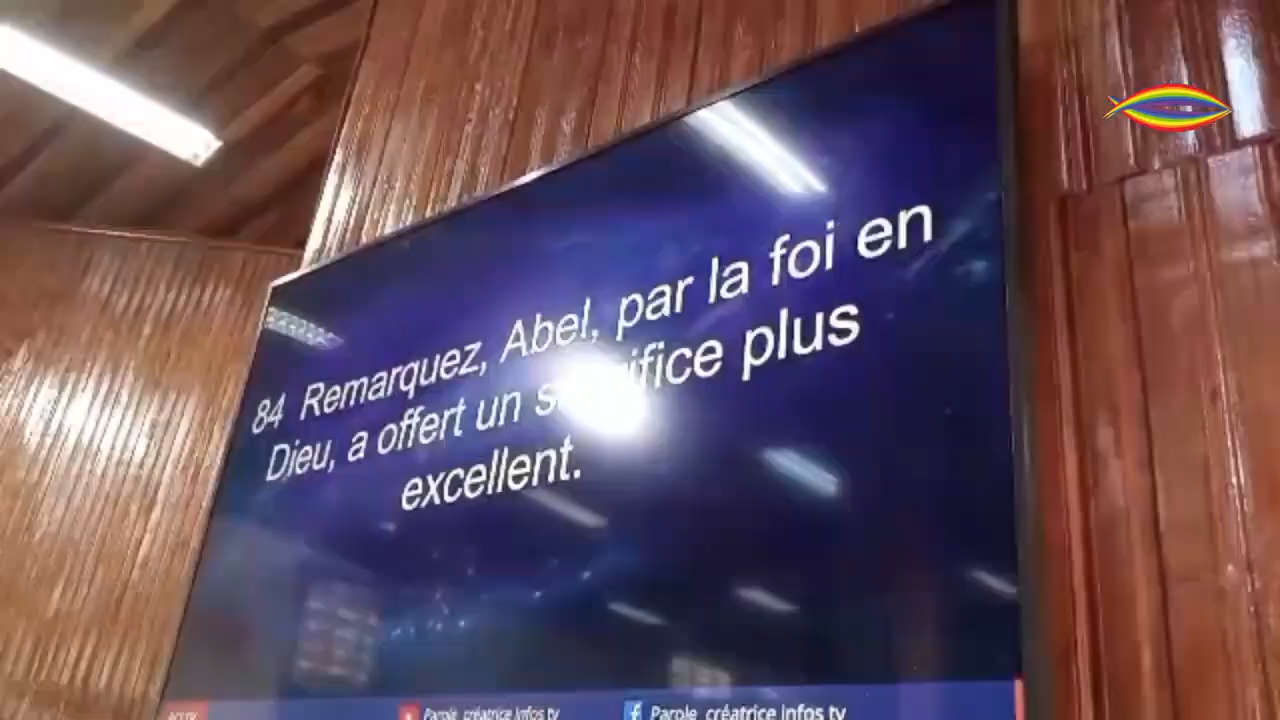 84 Remarquez, Abel, par la foi en
Dieu, a offert un sacrifice plus
excellent.
Parole créatrice infos tv
Parole créatrice infos tv